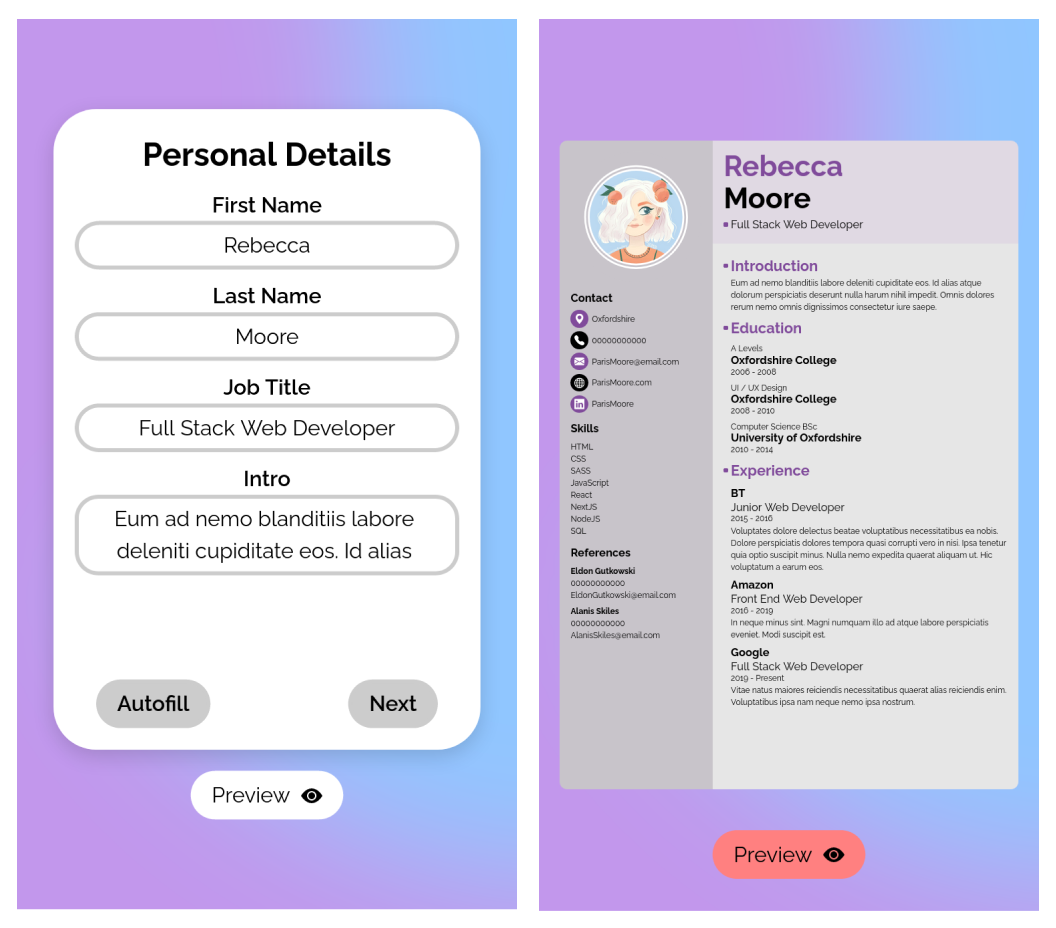 Personal Details
First Name
Rebecca
Last Name
Moore
Job Title
Full Stack Web Developer
Intro
Eum ad nemo blanditiis labore
deleniti cupiditate eos. Id alias
Autofill
Next
Preview
Rebecca
Moore
Full Stack Web Developer
Contact
Oxfordshire
00000000000
ParisMoore@email.com
ParisMoore.com
ParisMoore
Skills
HTML
CSS
SASS
JavaScript
React
NextJS
NodeJS
SQL
References
Eldon Gutkowski
00000000000
EldonGutkowski@email.com
Alanis Skiles
00000000000
AlanisSkiles@email.com
Introduction
Eum ad nemo blanditiis labore deleniti cupiditate eos. Id alias atque
dolorum perspiciatis deserunt nulla harum nihil impedit. Omnis dolores
rerum nemo omnis dignissimos consectetur iure saepe.
Education
A Levels
Oxfordshire College
2006 - 2008
UI / UX Design
Oxfordshire College
2008 - 2010
Computer Science BSc
University of Oxfordshire
2010 - 2014
Experience
BT
Junior Web Developer
2015 - 2016
Voluptates dolore delectus beatae voluptatibus necessitatibus ea nobis.
Dolore perspiciatis dolores tempora quasi corrupti vero in nisi. Ipsa tenetur
quia optio suscipit minus. Nulla nemo expedita quaerat aliquam ut. Hic
voluptatum a earum eos.
Amazon
Front End Web Developer
2016 - 2019
In neque minus sint. Magni numquam illo ad atque labore perspiciatis
eveniet. Modi suscipit est.
Google
Full Stack Web Developer
2019 - Present
Vitae natus maiores reiciendis necessitatibus quaerat alias reiciendis enim.
Voluptatibus ipsa nam neque nemo ipsa nostrum.
Preview